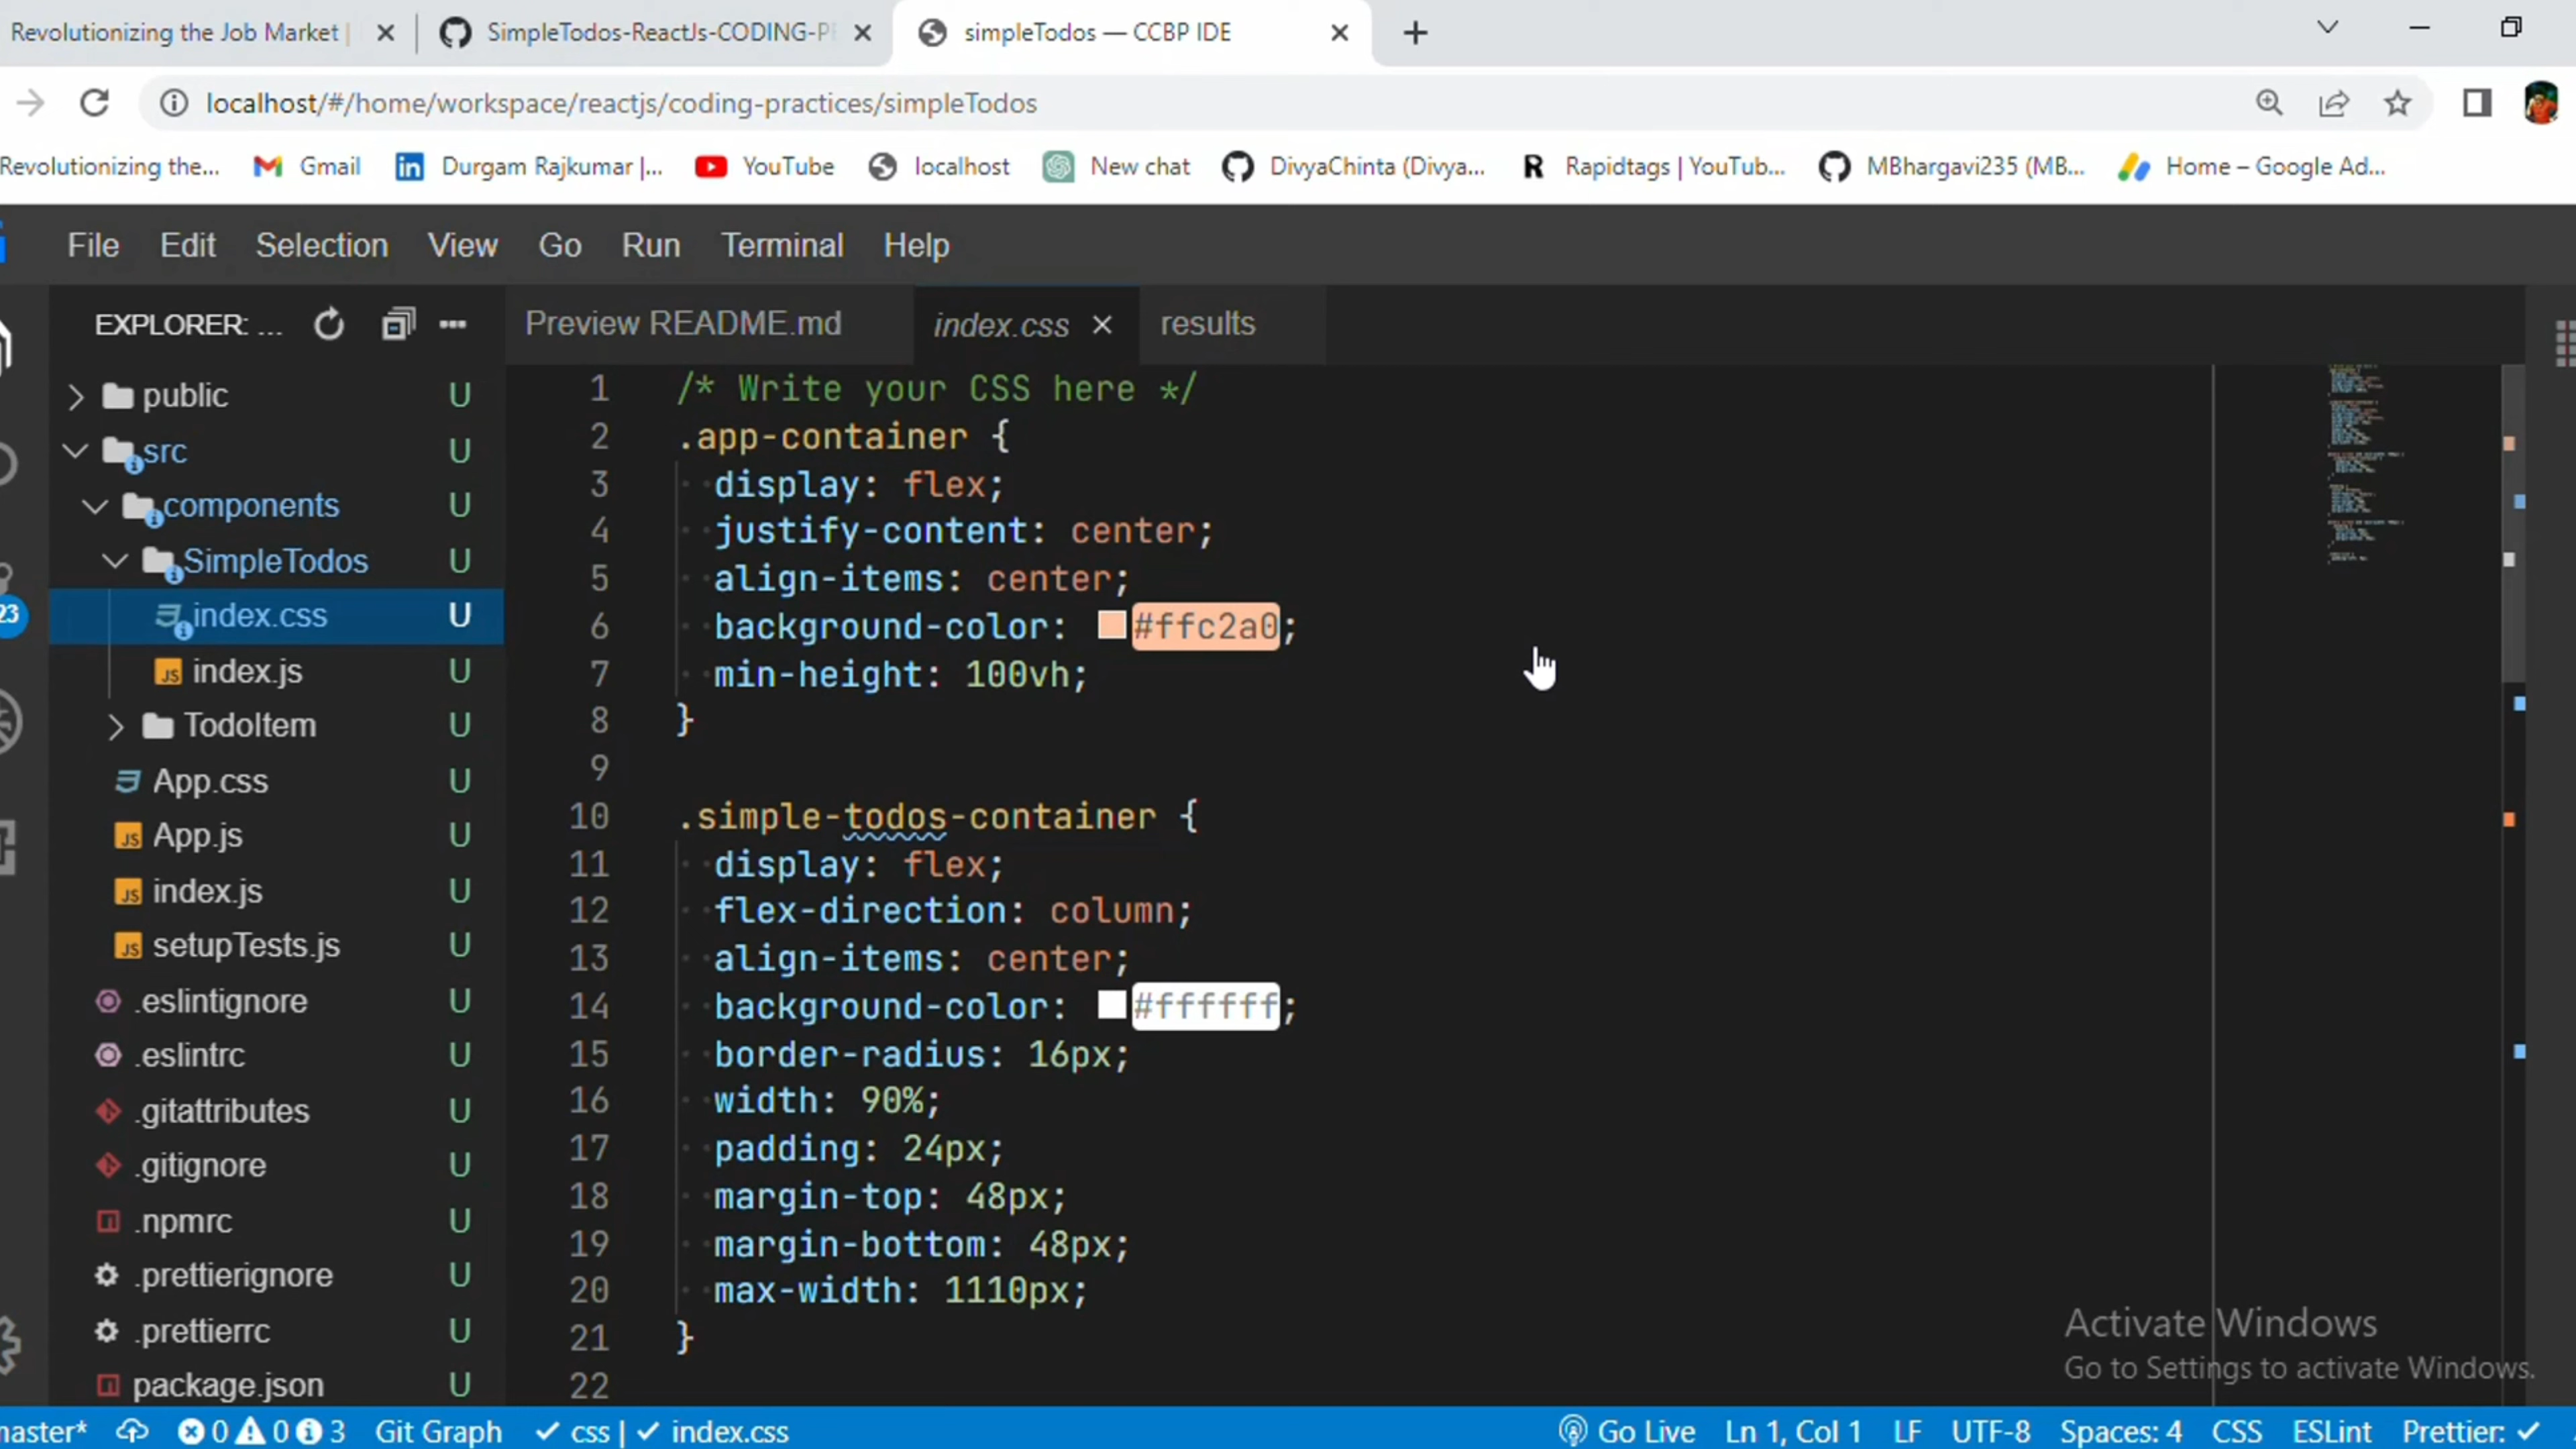 Revolutionizing the Job Market |
SimpleTodos-ReactJs-CODING-PR
simpleTodos — CCBP IDE
localhost/#/home/workspace/reactjs/coding-practices/simpleTodos
Revolutionizing the...
Gmail
Durgam Rajkumar |...
YouTube
localhost
New chat
DivyaChinta (Divya...
Rapidtags | YouTub...
MBhargavi235 (MB...
Home – Google Ad...
File Edit Selection View Go Run Terminal Help
EXPLORER: ...
Preview README.md
index.css
results
public U
src U
components U
SimpleTodos U
index.css U
index.js U
TodoItem U
App.css U
App.js U
index.js U
setupTests.js U
.eslintignore U
.eslintrc U
.gitattributes U
.gitignore U
.npmrc U
.prettierignore U
.prettierrc U
package.json U
23
1 /* Write your CSS here */
2 .app-container {
3 display: flex;
4 justify-content: center;
5 align-items: center;
6 background-color: #ffc2a0;
7 min-height: 100vh;
8 }
9
10 .simple-todos-container {
11 display: flex;
12 flex-direction: column;
13 align-items: center;
14 background-color: #ffffff;
15 border-radius: 16px;
16 width: 90%;
17 padding: 24px;
18 margin-top: 48px;
19 margin-bottom: 48px;
20 max-width: 1110px;
21 }
22
Activate Windows
Go to Settings to activate Windows.
master* 0 0 3 Git Graph ✓ css | ✓ index.css Go Live Ln 1, Col 1 LF UTF-8 Spaces: 4 CSS ESLint Prettier: ✓